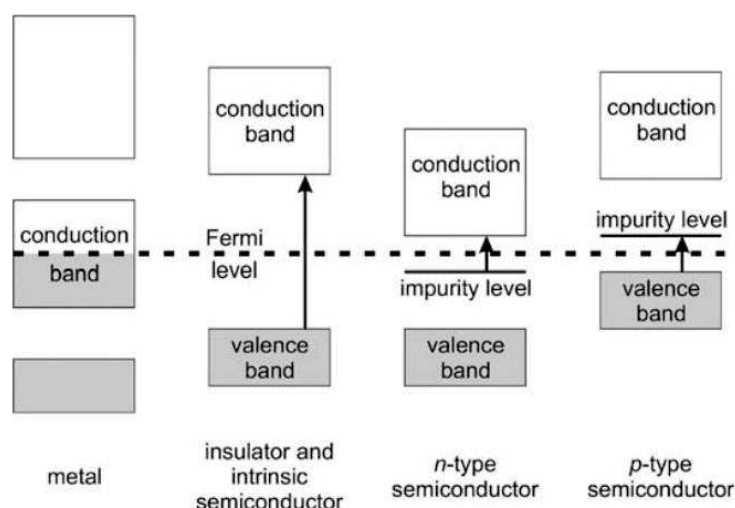 conduction
band
Fermi
level
conduction
band
valence
band
conduction
band
impurity level
valence
band
conduction
band
impurity level
valence
band
metal
insulator and
intrinsic
semiconductor
n-type
semiconductor
p-type
semiconductor